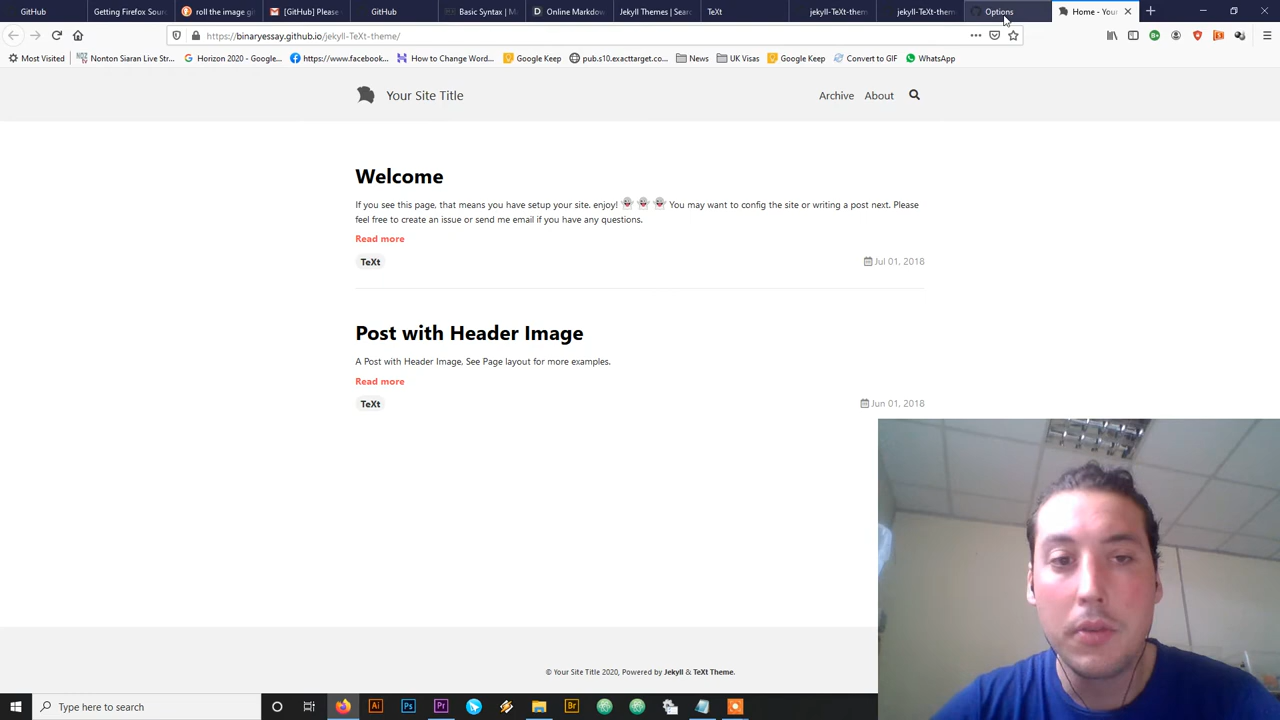 GitHub
Getting Firefox Sour
roll the image gi
[GitHub] Please
GitHub
Basic Syntax | M
Online Markdow
Jekyll Themes | Sear
TeXt
jekyll-TeXt-them
jekyll-TeXt-them
Options
Home - Your
https://binaryessay.github.io/jekyll-TeXt-theme/
Most Visited
Nonton Siaran Live Str...
Horizon 2020 - Google...
https://www.facebook...
How to Change Word...
Google Keep
pub.s10.exacttarget.co...
News
UK Visas
Google Keep
Convert to GIF
WhatsApp
Your Site Title
Archive
About
Welcome
If you see this page, that means you have setup your site. enjoy! 👻 👻 👻 You may want to config the site or writing a post next. Please
feel free to create an issue or send me email if you have any questions.
Read more
TeXt
Jul 01, 2018
Post with Header Image
A Post with Header Image, See Page layout for more examples.
Read more
TeXt
Jun 01, 2018
© Your Site Title 2020, Powered by Jekyll & TeXt Theme.
Type here to search
Ai
Ps
Pr
Br